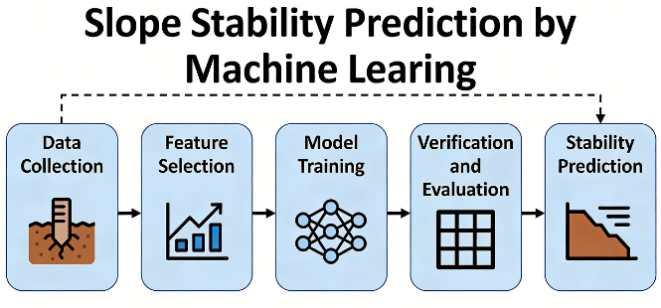 Slope Stability Prediction by
Machine Learing
Data
Collection
Feature
Selection
Model
Training
Verification
and
Evaluation
Stability
Prediction